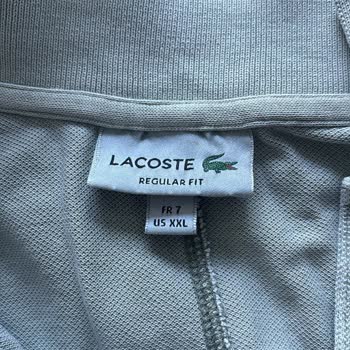 LACOSTE
REGULAR FIT
FR 7
US XXL